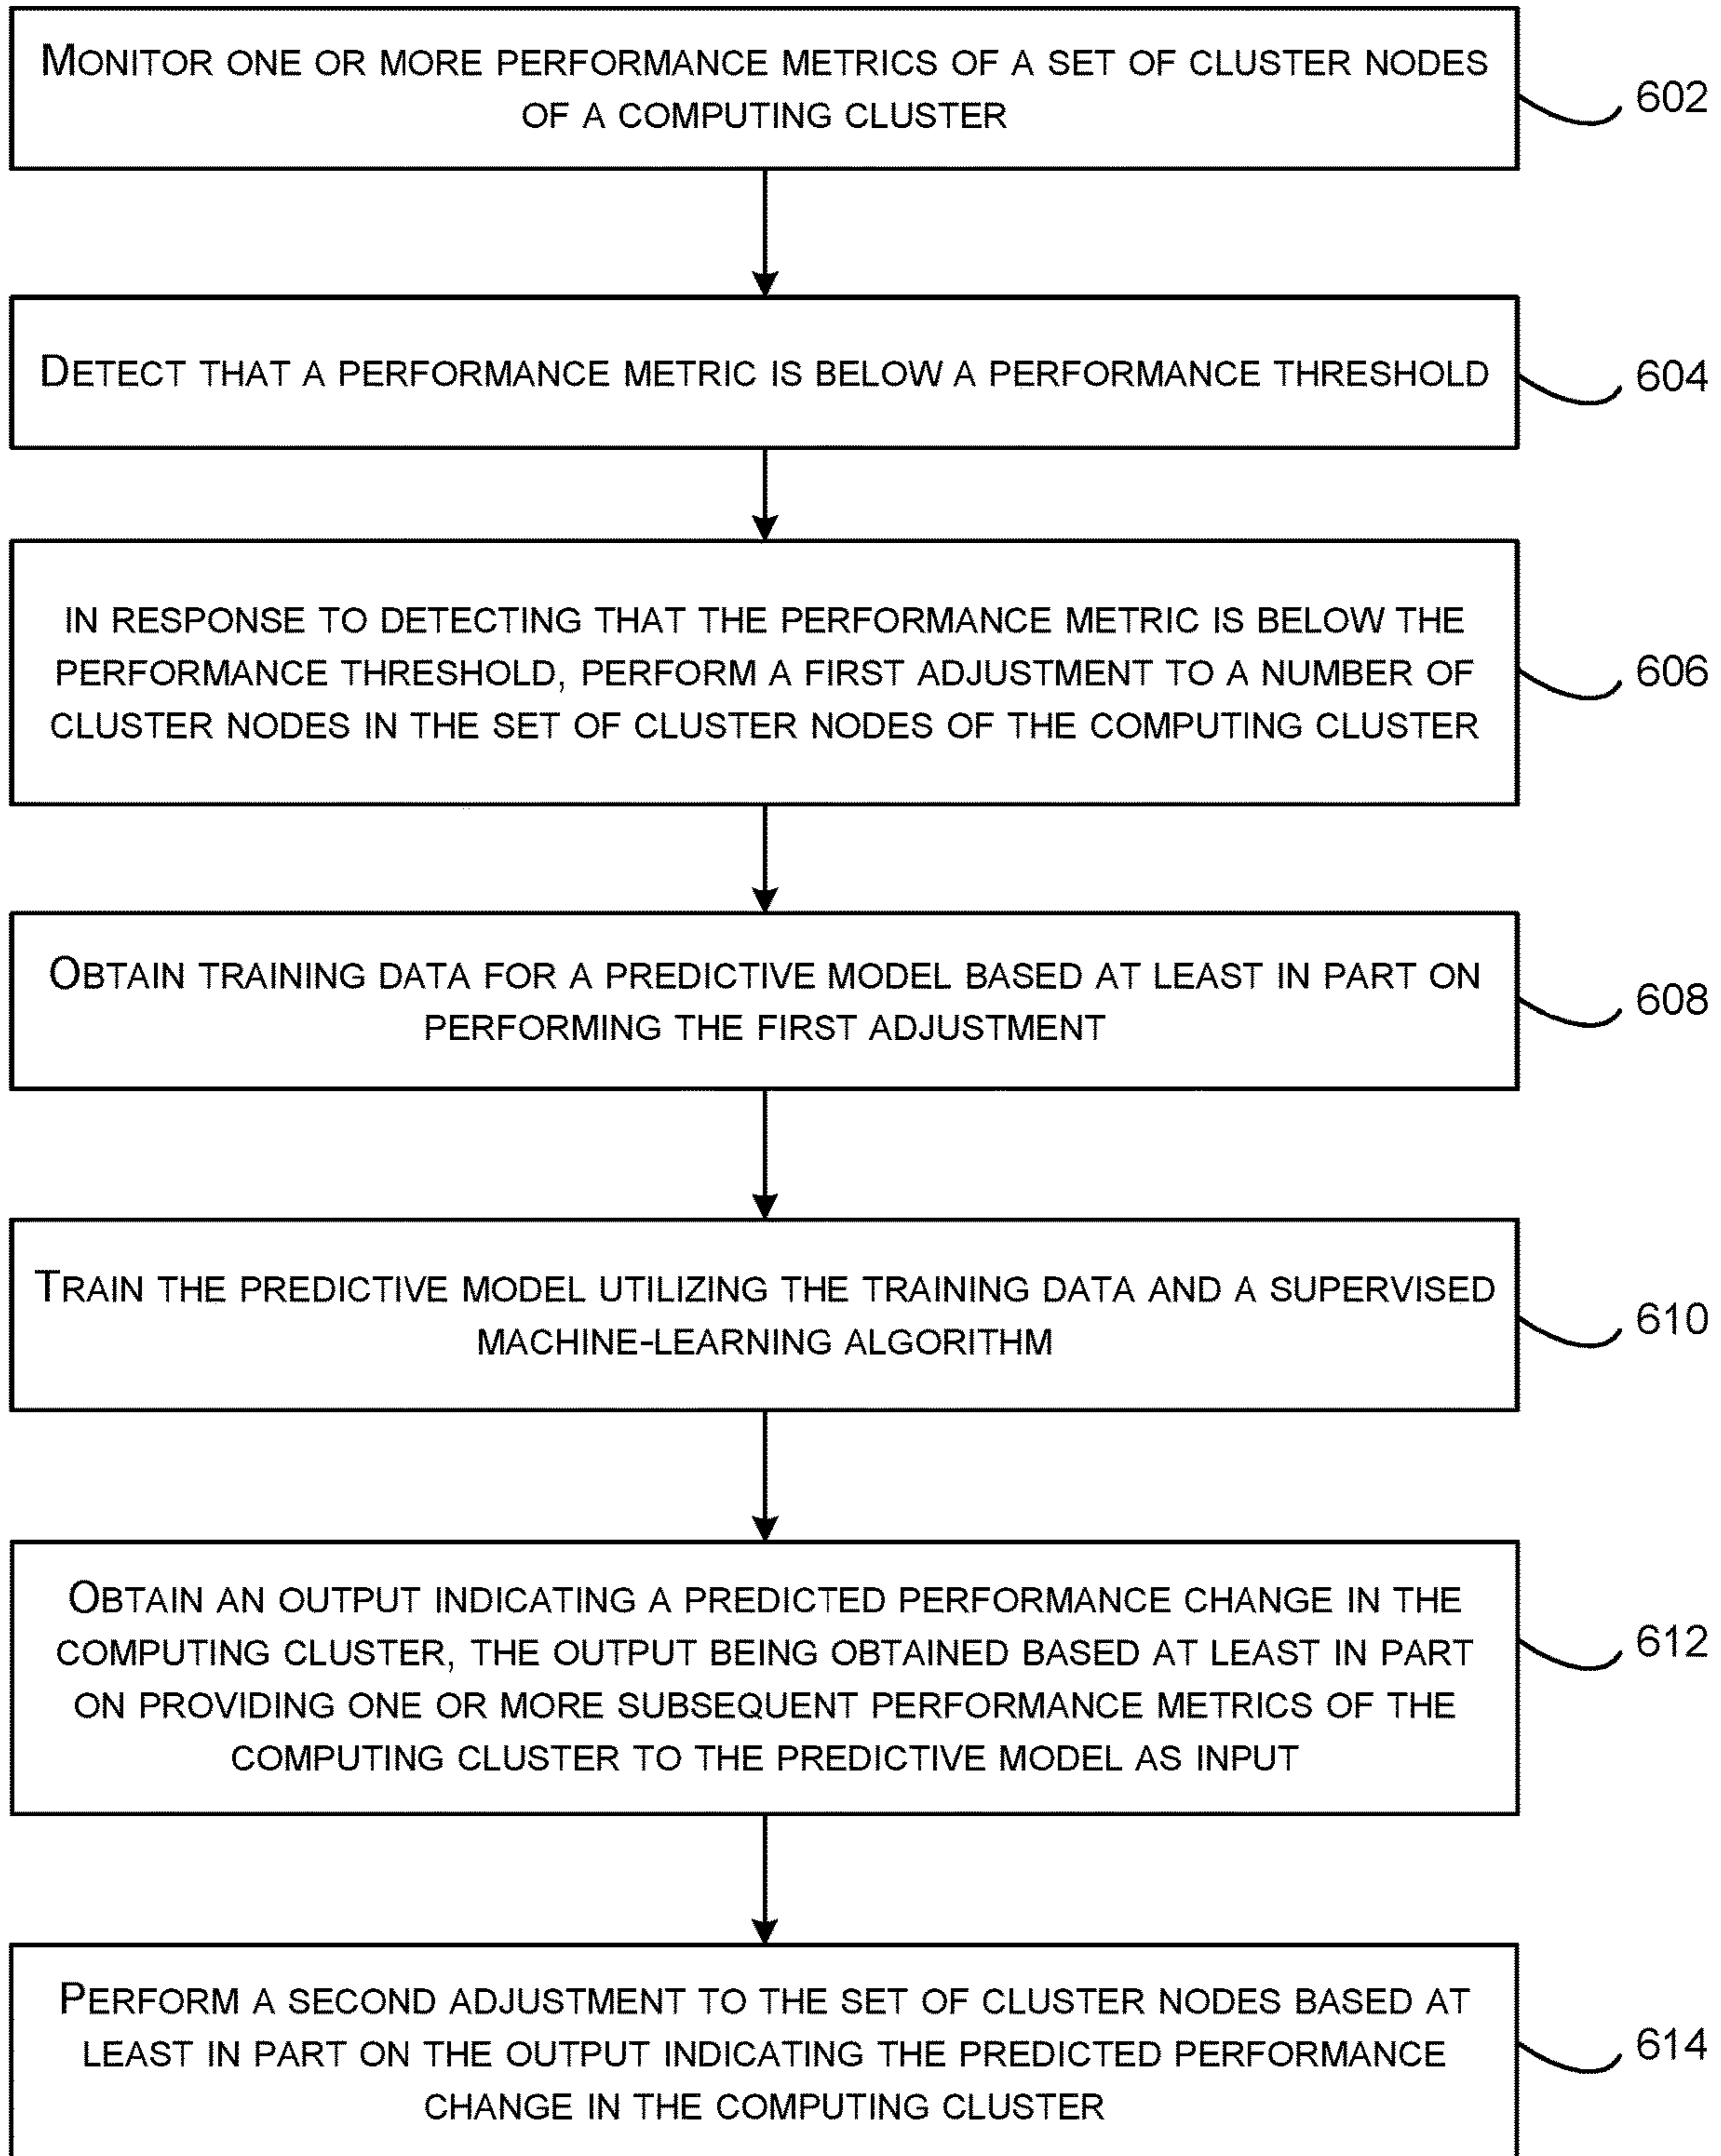 MONITOR ONE OR MORE PERFORMANCE METRICS OF A SET OF CLUSTER NODES
OF A COMPUTING CLUSTER
602
DETECT THAT A PERFORMANCE METRIC IS BELOW A PERFORMANCE THRESHOLD
604
IN RESPONSE TO DETECTING THAT THE PERFORMANCE METRIC IS BELOW THE
PERFORMANCE THRESHOLD, PERFORM A FIRST ADJUSTMENT TO A NUMBER OF
CLUSTER NODES IN THE SET OF CLUSTER NODES OF THE COMPUTING CLUSTER
606
OBTAIN TRAINING DATA FOR A PREDICTIVE MODEL BASED AT LEAST IN PART ON
PERFORMING THE FIRST ADJUSTMENT
608
TRAIN THE PREDICTIVE MODEL UTILIZING THE TRAINING DATA AND A SUPERVISED
MACHINE-LEARNING ALGORITHM
610
OBTAIN AN OUTPUT INDICATING A PREDICTED PERFORMANCE CHANGE IN THE
COMPUTING CLUSTER, THE OUTPUT BEING OBTAINED BASED AT LEAST IN PART
ON PROVIDING ONE OR MORE SUBSEQUENT PERFORMANCE METRICS OF THE
COMPUTING CLUSTER TO THE PREDICTIVE MODEL AS INPUT
612
PERFORM A SECOND ADJUSTMENT TO THE SET OF CLUSTER NODES BASED AT
LEAST IN PART ON THE OUTPUT INDICATING THE PREDICTED PERFORMANCE
CHANGE IN THE COMPUTING CLUSTER
614